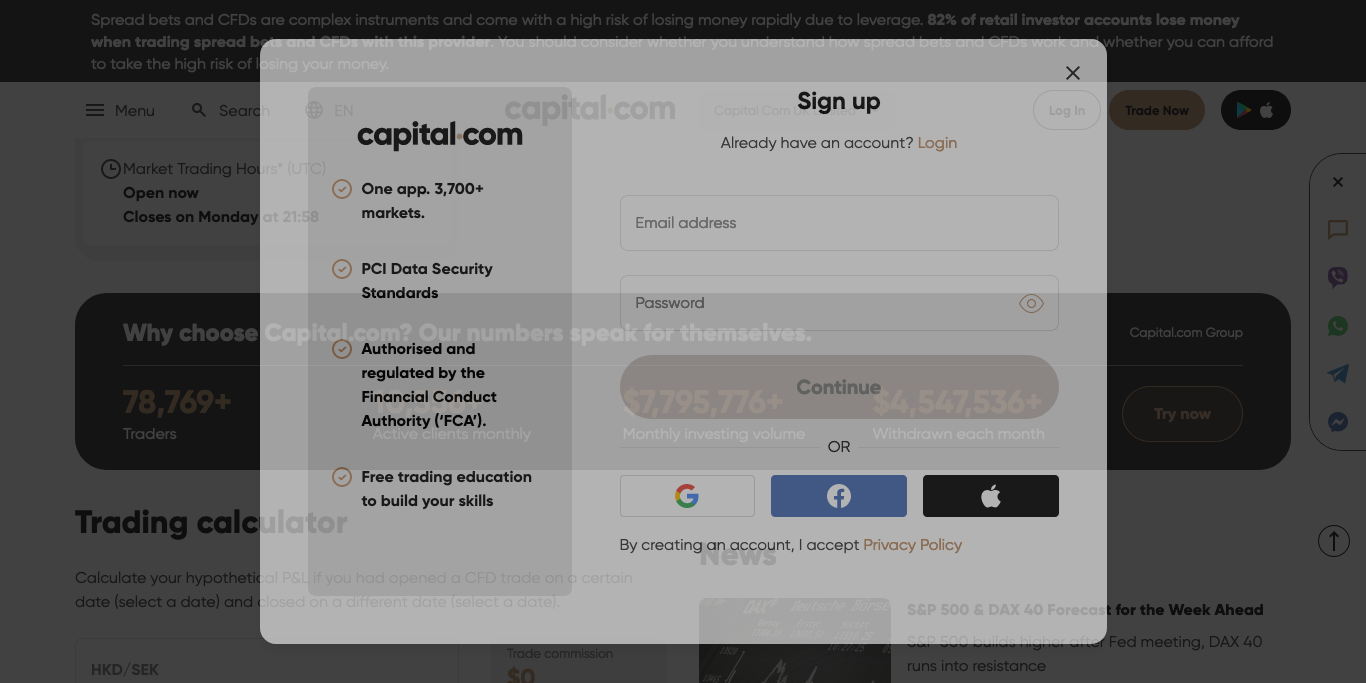 Spread bets and CFDs are complex instruments and come with a high risk of losing money rapidly due to leverage. 82% of retail investor accounts lose money
when trading spread bets and CFDs with this provider. You should consider whether you understand how spread bets and CFDs work and whether you can afford
to take the high risk of losing your money.
Menu
Search
EN
capital.com
Capital Com UK Limited
Log In
Trade Now
Market Trading Hours* (UTC)
Open now
Closes on Monday at 21:58
capital.com
One app. 3,700+
markets.
PCI Data Security
Standards
Authorised and
regulated by the
Financial Conduct
Authority (‘FCA’).
Free trading education
to build your skills
Sign up
Already have an account? Login
Email address
Password
Continue
OR
By creating an account, I accept Privacy Policy
Why choose Capital.com? Our numbers speak for themselves.
Capital.com Group
78,769+
Traders
Active clients monthly
$7,795,776+
Monthly investing volume
$4,547,536+
Withdrawn each month
Try now
Trading calculator
Calculate your hypothetical P&L if you had opened a CFD trade on a certain
date (select a date) and closed on a different date (select a date).
HKD/SEK
Trade commission
$0
News
DAX
Deutsche Börse
S&P 500 & DAX 40 Forecast for the Week Ahead
S&P 500 builds higher after Fed meeting, DAX 40
runs into resistance